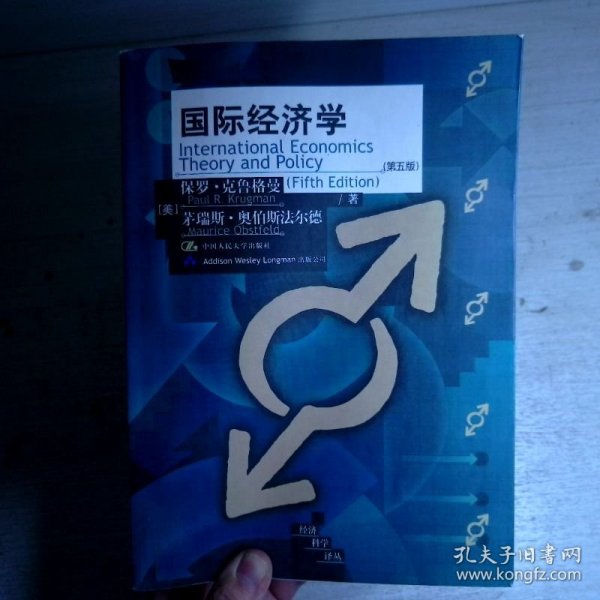 国际经济学
International Economics
Theory and Policy
(第五版)
保罗·克鲁格曼 (Fifth Edition)
Paul R. Krugman
[美]
/著
茅瑞斯·奥伯斯法尔德
Maurice Obstfeld
中国人民大学出版社
Addison Wesley Longman 出版公司
经济
科学
译丛
孔夫子旧书网
www.kongfz.com